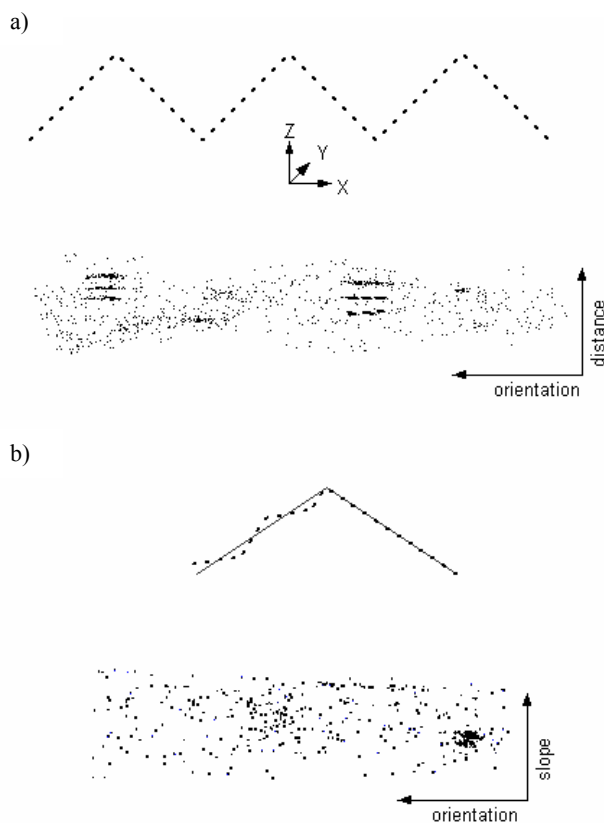 a)
Z
Y
X
distance
orientation
b)
slope
orientation